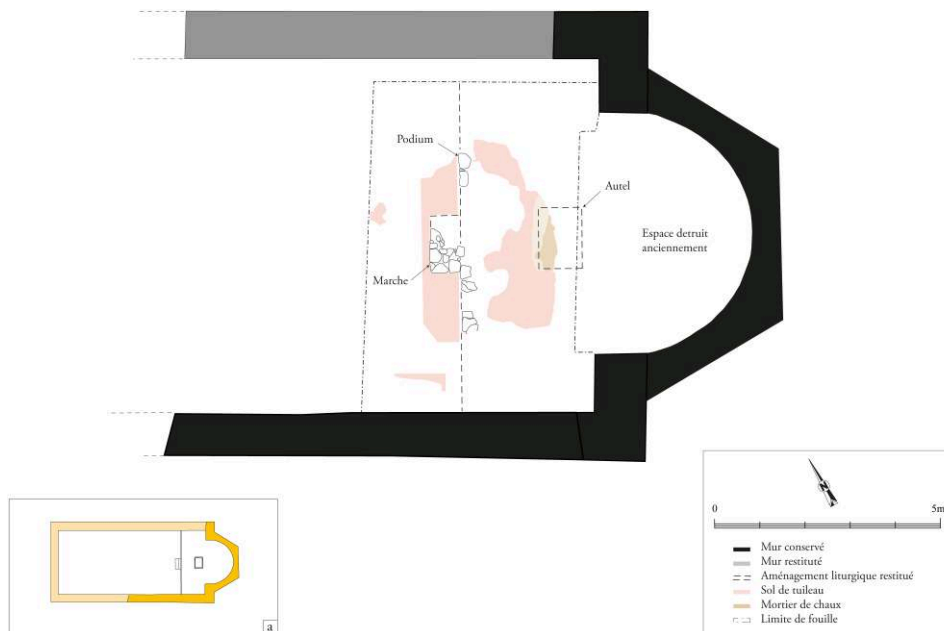 Podium
Autel
Espace detruit
anciennement
Marche
N
0 5m
Mur conservé
Mur restituté
Aménagement liturgique restitué
Sol de tuileau
Mortier de chaux
Limite de fouille
a